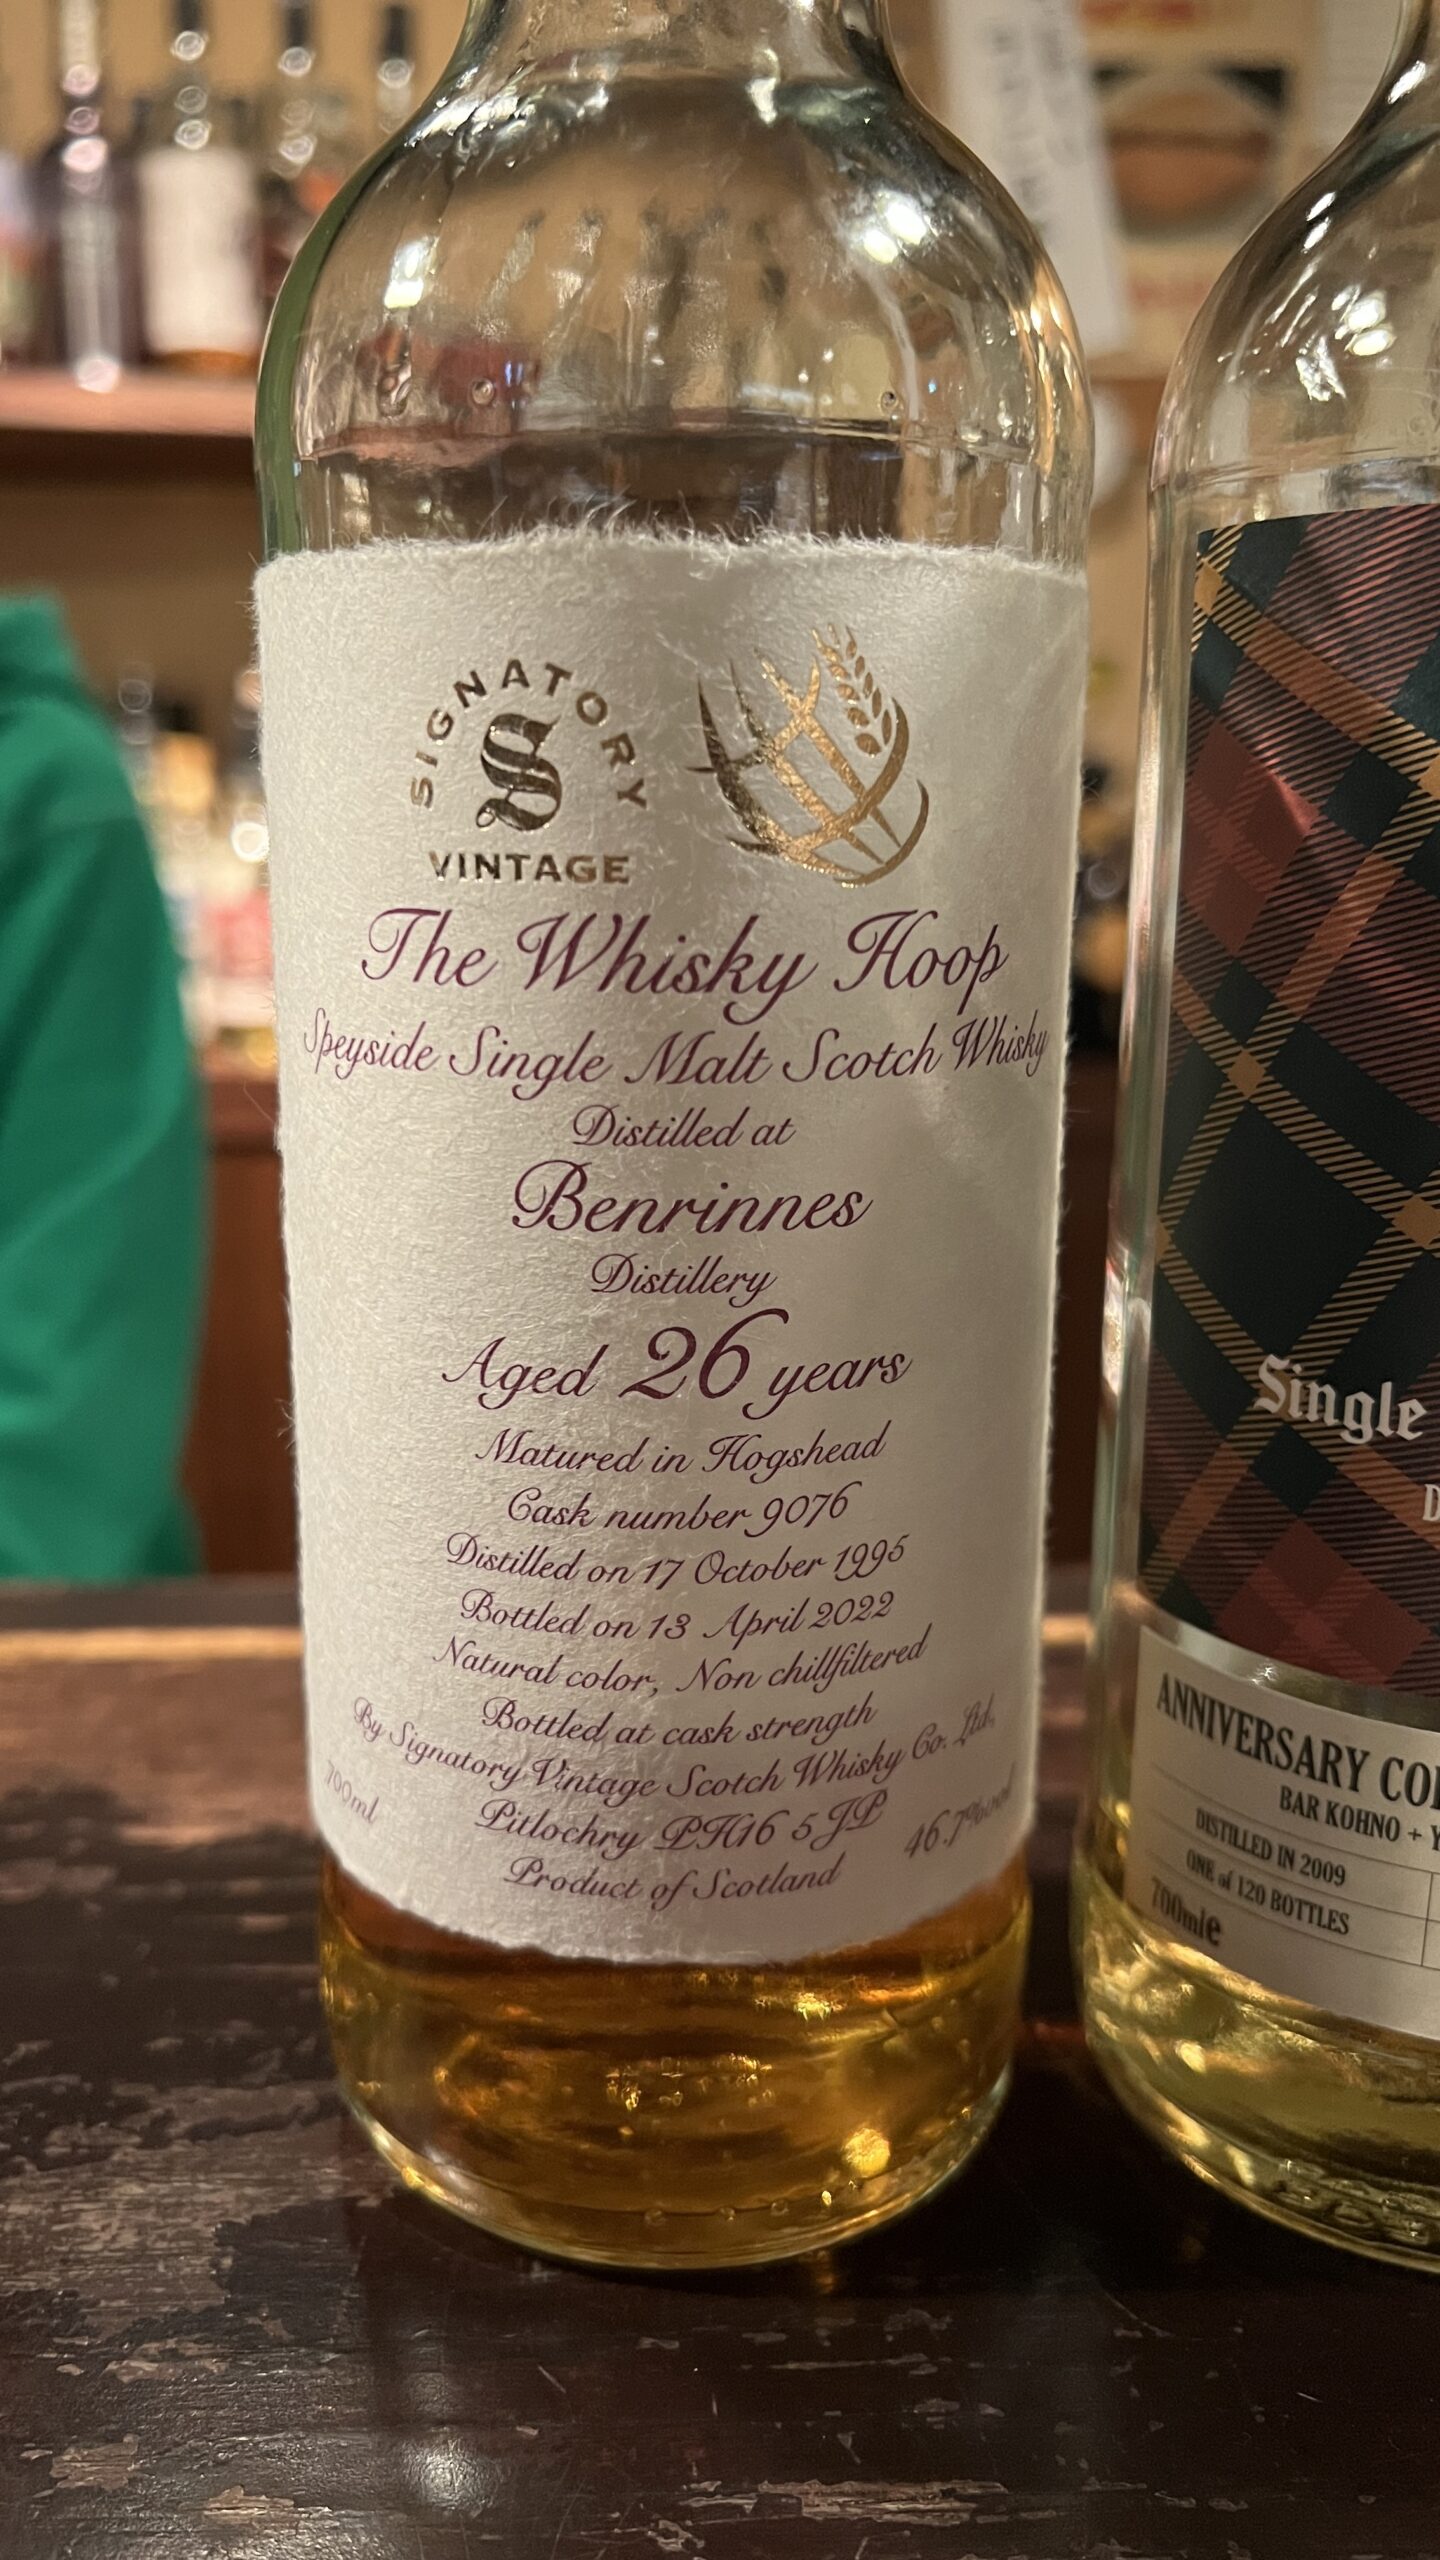 SIGNATORY
S
VINTAGE
The Whisky Hoop
Speyside Single Malt Scotch Whisky
Distilled at
Benrinnes
Distillery
Aged 26 years
Matured in Hogshead
Cask number 9076
Distilled on 17 October 1995
Bottled on 13 April 2022
Natural color, Non chillfiltered
Bottled at cask strength
By Signatory Vintage Scotch Whisky Co. Ltd.
Pitlochry PH16 5JP
700ml
46.7%vol
Product of Scotland
Single
D
ANNIVERSARY
BAR KOHNO + Y
DISTILLED IN 2009
ONE of 120 BOTTLES
700mle